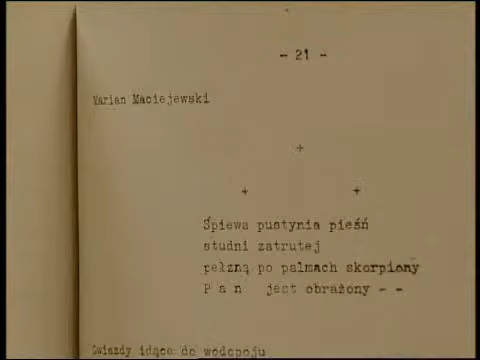 - 21 -
Marian Maciejewski
+
+ +
Śpiewa pustynia pieśń
studni zatrutej
pełzną po palmach skorpiony
P a n jest obrażony - -
Gwiazdy idące do wodopoju